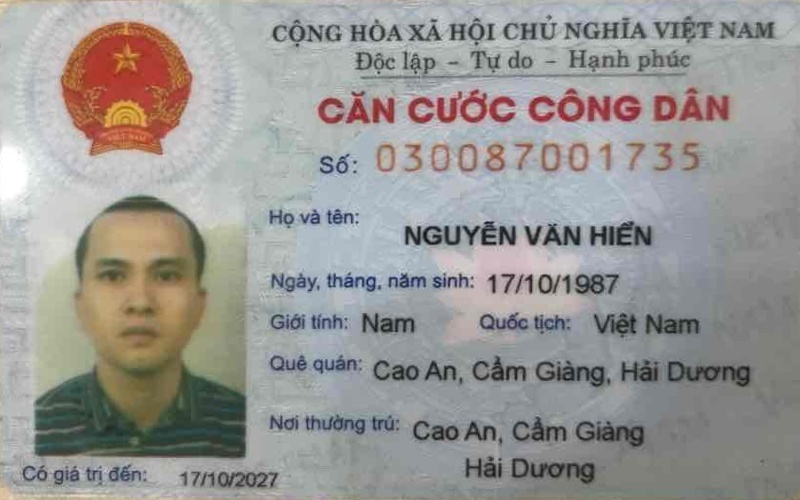 CỘNG HÒA XÃ HỘI CHỦ NGHĨA VIỆT NAM
Độc lập - Tự do - Hạnh phúc
CĂN CƯỚC CÔNG DÂN
Số: 030087001735
Họ và tên:
NGUYỄN VĂN HIỂN
Ngày, tháng, năm sinh: 17/10/1987
Giới tính: Nam Quốc tịch: Việt Nam
Quê quán: Cao An, Cẩm Giàng, Hải Dương
Nơi thường trú: Cao An, Cẩm Giàng
Hải Dương
Có giá trị đến: 17/10/2027